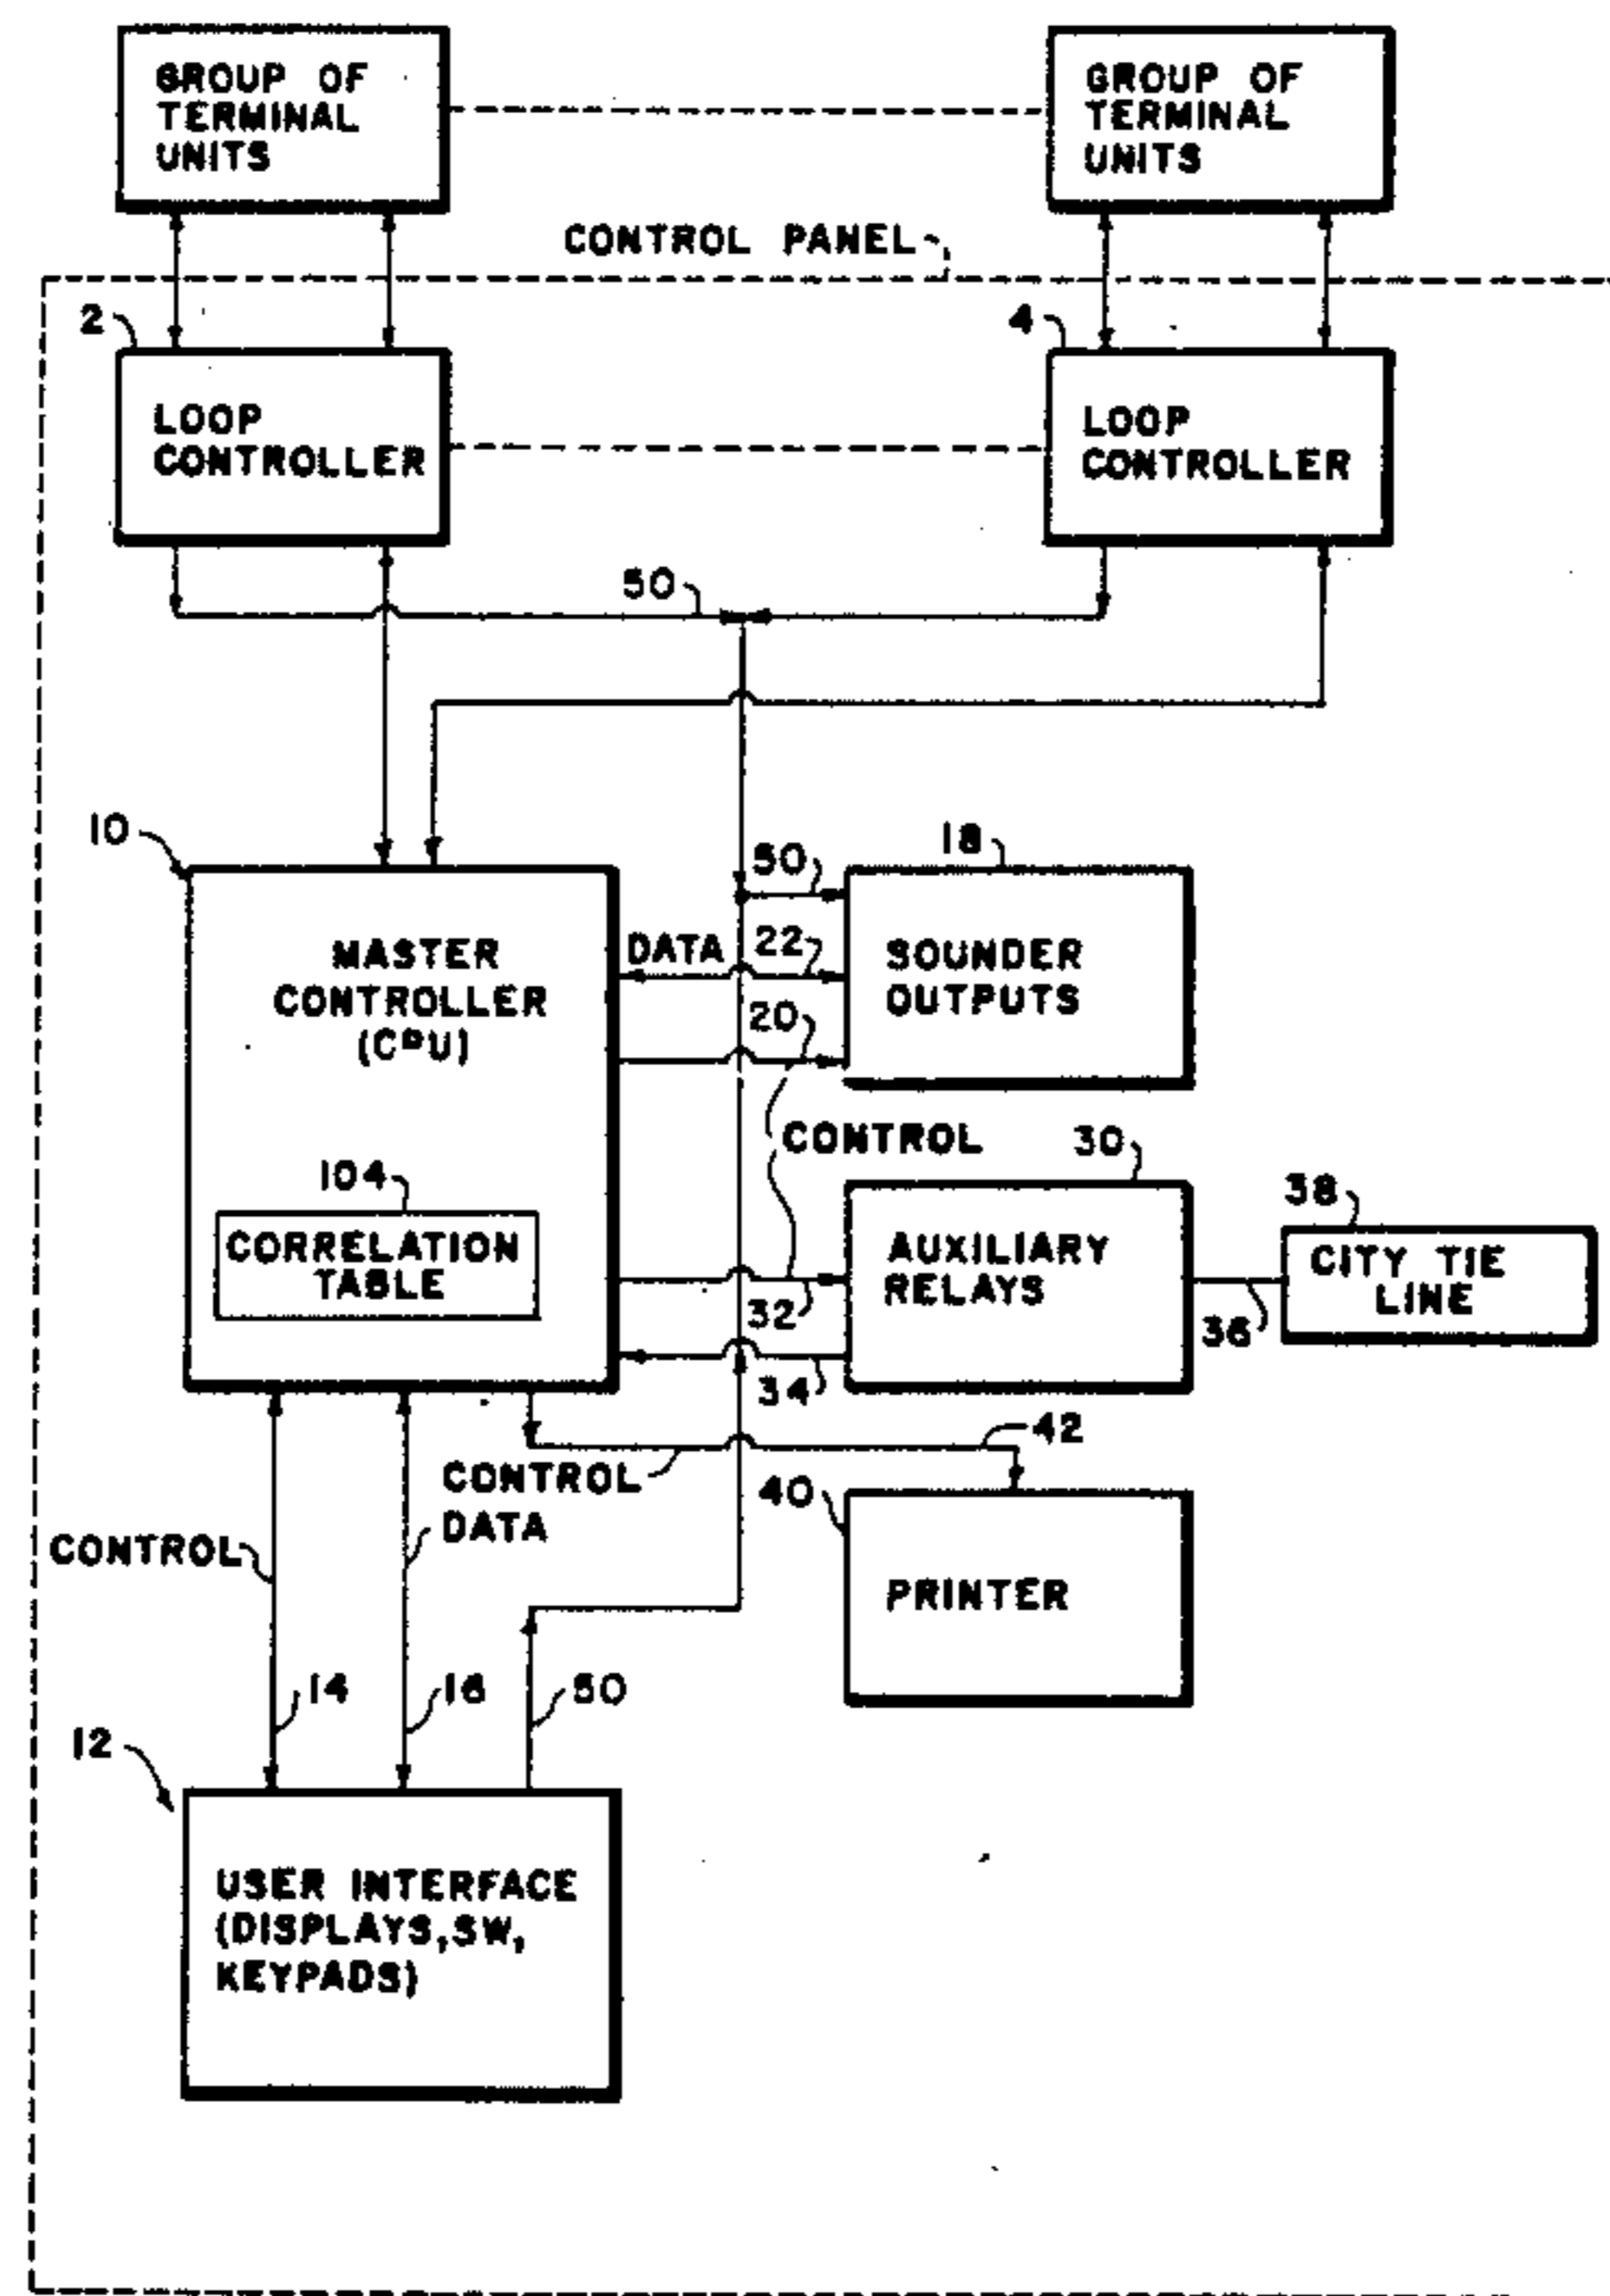 GROUP OF
TERMINAL
UNITS
GROUP OF
TERMINAL
UNITS
CONTROL PANEL
2
LOOP
CONTROLLER
4
LOOP
CONTROLLER
50
10
MASTER
CONTROLLER
(CPU)
104
CORRELATION
TABLE
50
DATA
22
20
18
SOUNDER
OUTPUTS
CONTROL
30
AUXILIARY
RELAYS
32
34
36
38
CITY TIE
LINE
42
CONTROL
DATA
CONTROL
40
PRINTER
14
16
50
12
USER INTERFACE
(DISPLAYS,SW,
KEYPADS)